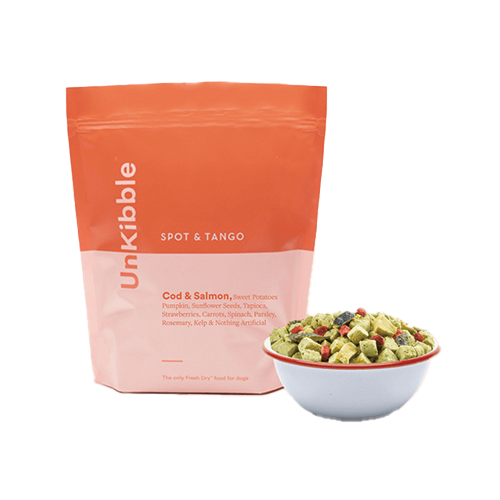 UnKibble
SPOT & TANGO
Cod & Salmon, Sweet Potatoes
Pumpkin, Sunflower Seeds, Tapioca,
Strawberries, Carrots, Spinach, Parsley,
Rosemary, Kelp & Nothing Artificial
The only Fresh Dry™ food for dogs